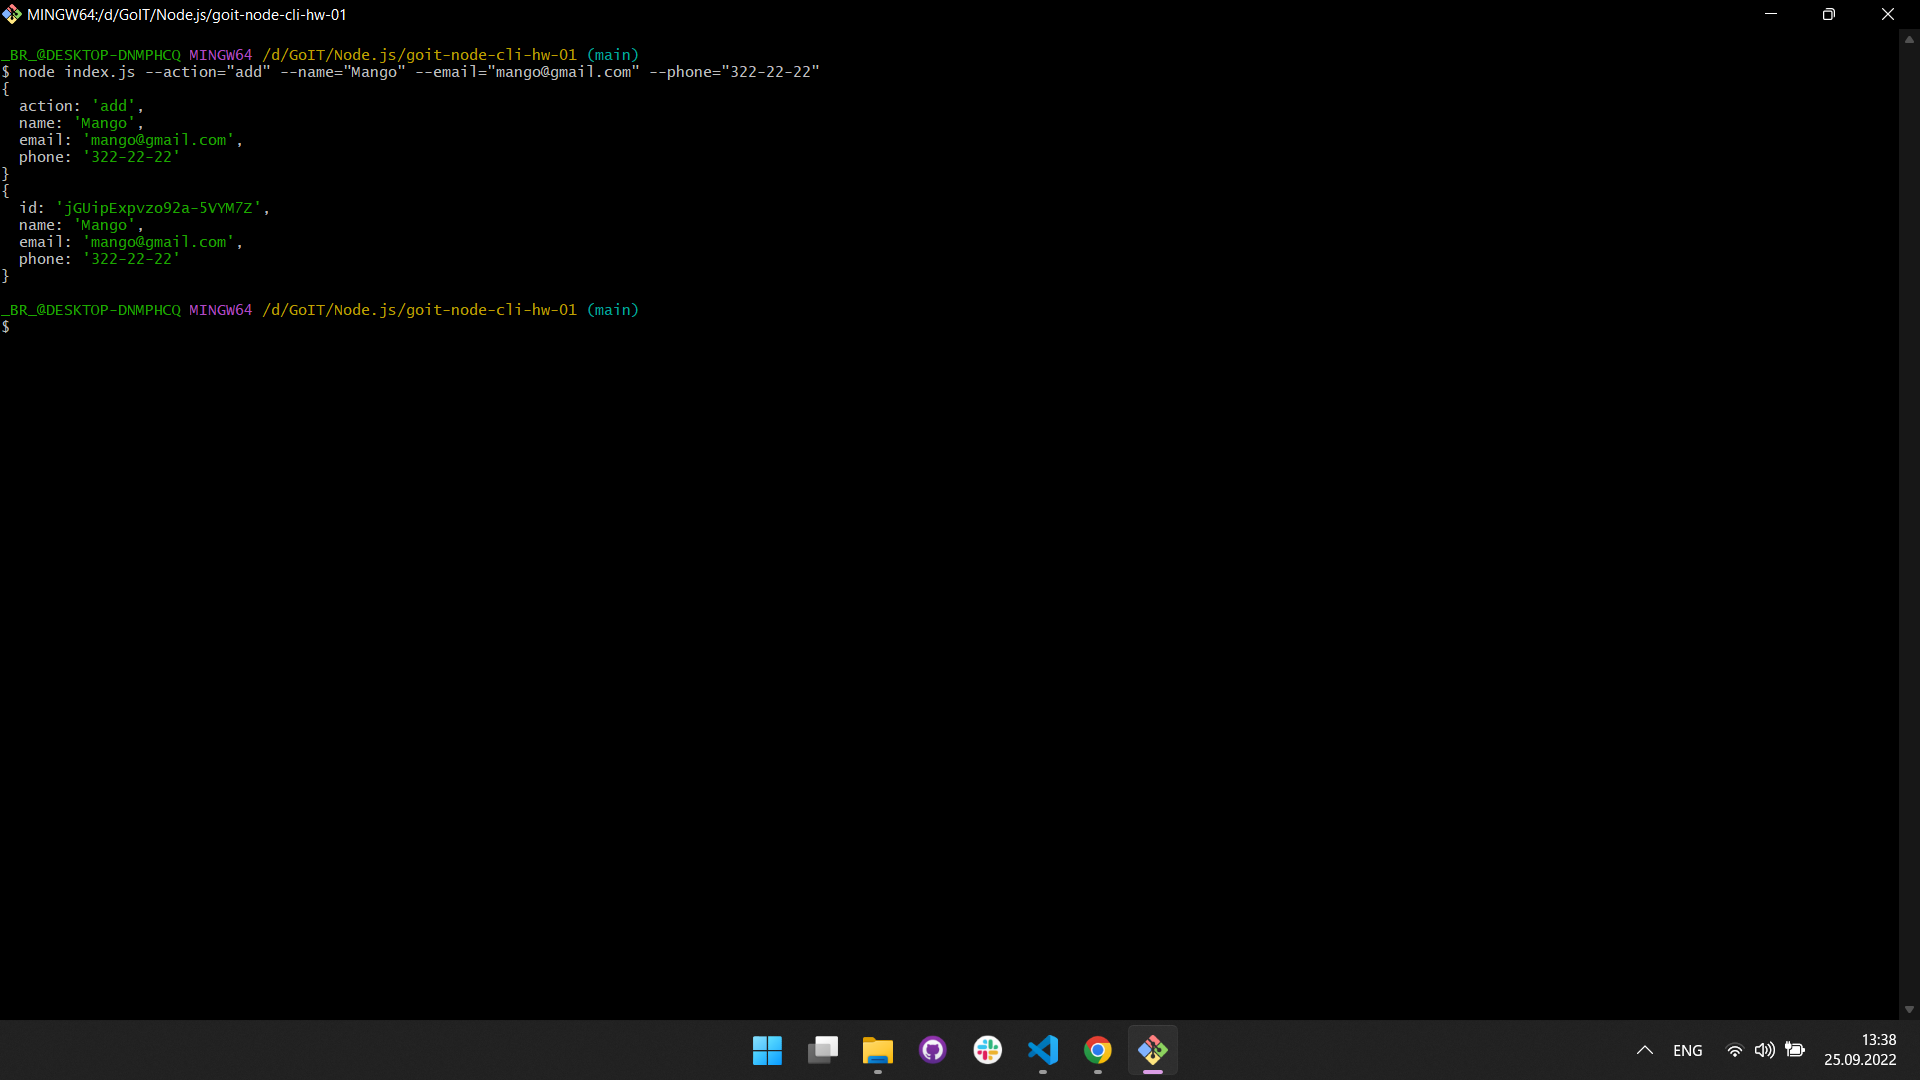 MINGW64:/d/GoIT/Node.js/goit-node-cli-hw-01
_BR_@DESKTOP-DNMPHCQ MINGW64 /d/GoIT/Node.js/goit-node-cli-hw-01 (main)
$ node index.js --action="add" --name="Mango" --email="mango@gmail.com" --phone="322-22-22"
{
  action: 'add',
  name: 'Mango',
  email: 'mango@gmail.com',
  phone: '322-22-22'
}
{
  id: 'jGUipExpvzo92a-5VYM7Z',
  name: 'Mango',
  email: 'mango@gmail.com',
  phone: '322-22-22'
}
_BR_@DESKTOP-DNMPHCQ MINGW64 /d/GoIT/Node.js/goit-node-cli-hw-01 (main)
$
ENG
13:38
25.09.2022